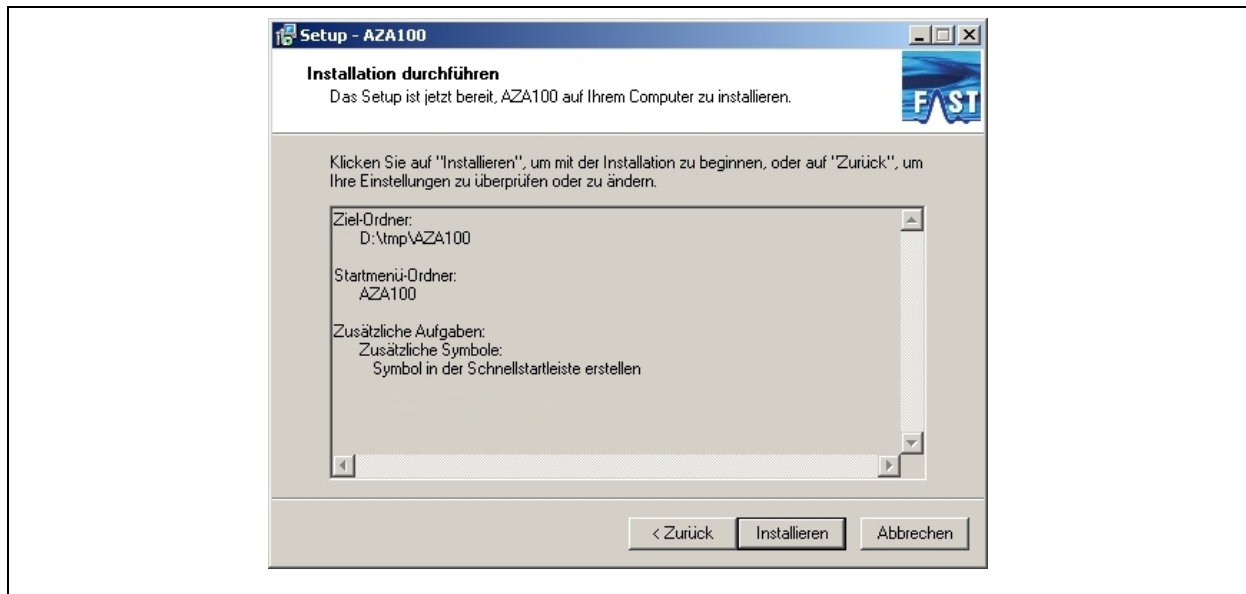 Setup - AZA100
Installation durchführen
Das Setup ist jetzt bereit, AZA100 auf Ihrem Computer zu installieren.
FAST
Klicken Sie auf "Installieren", um mit der Installation zu beginnen, oder auf "Zurück", um
Ihre Einstellungen zu überprüfen oder zu ändern.
Ziel-Ordner:
D:\tmp\AZA100
Startmenü-Ordner:
AZA100
Zusätzliche Aufgaben:
Zusätzliche Symbole:
Symbol in der Schnellstartleiste erstellen
< Zurück
Installieren
Abbrechen